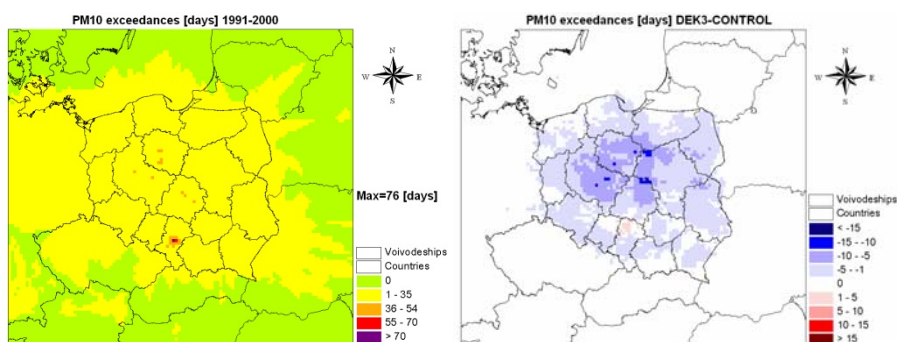 PM10 exceedances [days] 1991-2000
N
W E
S
Max=76 [days]
Voivodeships
Countries
0
1 - 35
36 - 54
55 - 70
> 70
PM10 exceedances [days] DEK3-CONTROL
N
W E
S
Voivodeships
Countries
< -15
-15 - -10
-10 - -5
-5 - -1
0
1 - 5
5 - 10
10 - 15
> 15